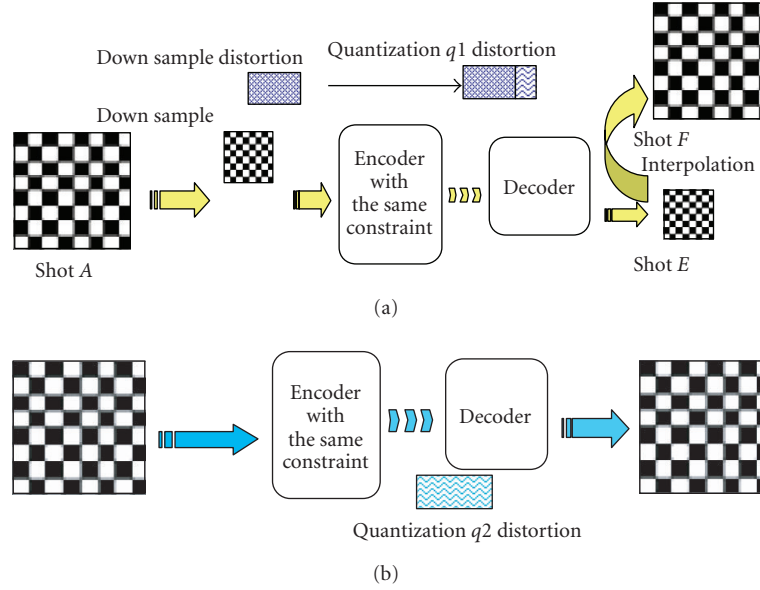 Down sample distortion
Quantization q1 distortion
Down sample
Encoder
with
the same
constraint
Decoder
Shot F
Interpolation
Shot A
Shot E
(a)
Encoder
with
the same
constraint
Decoder
Quantization q2 distortion
(b)